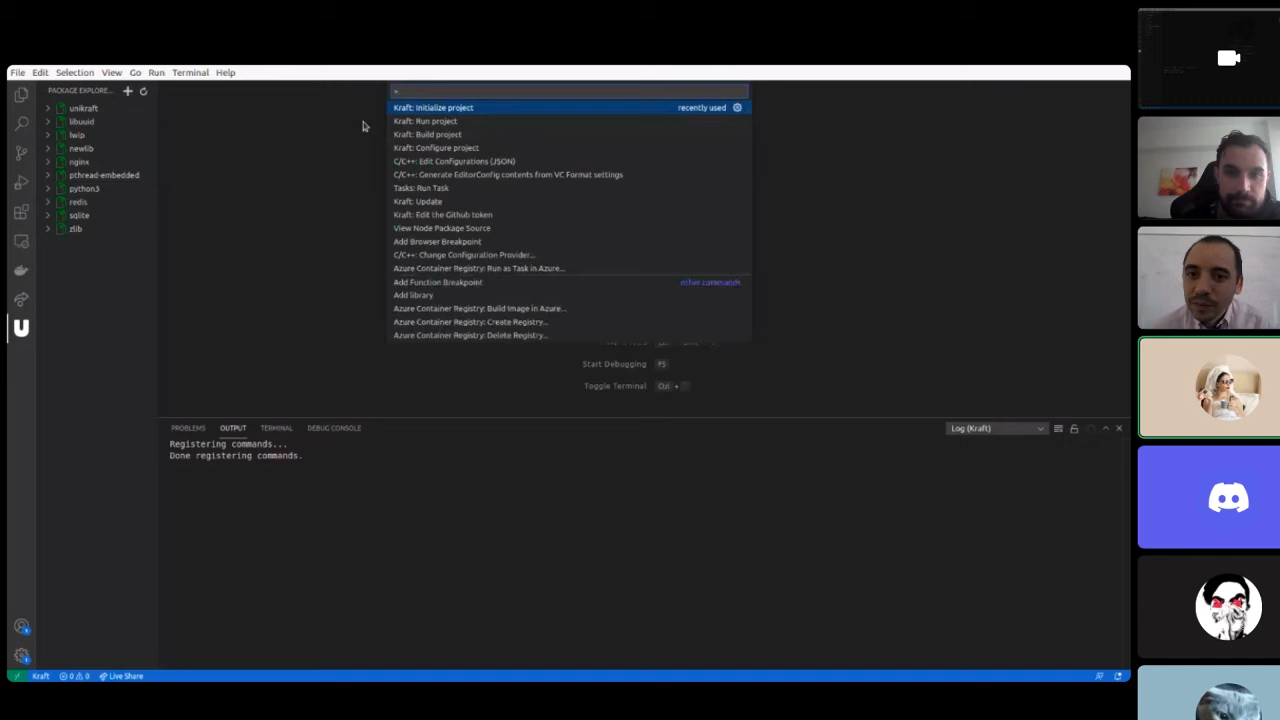 File Edit Selection View Go Run Terminal Help
PACKAGE EXPLORE...
unikraft
libuuid
lwip
newlib
nginx
pthread-embedded
python3
redis
sqlite
zlib
>
Kraft: Initialize project recently used
Kraft: Run project
Kraft: Build project
Kraft: Configure project
C/C++: Edit Configurations (JSON)
C/C++: Generate EditorConfig contents from VC Format settings
Tasks: Run Task
Kraft: Update
Kraft: Edit the Github token
View Node Package Source
Add Browser Breakpoint
C/C++: Change Configuration Provider...
Azure Container Registry: Run as Task in Azure...
Add Function Breakpoint commands
Add library
Azure Container Registry: Build Image in Azure...
Azure Container Registry: Create Registry...
Azure Container Registry: Delete Registry...
Start Debugging F5
Toggle Terminal Ctrl + `
PROBLEMS OUTPUT TERMINAL DEBUG CONSOLE Log (Kraft)
Registering commands...
Done registering commands.
U
1
1
Kraft 0 0 Live Share